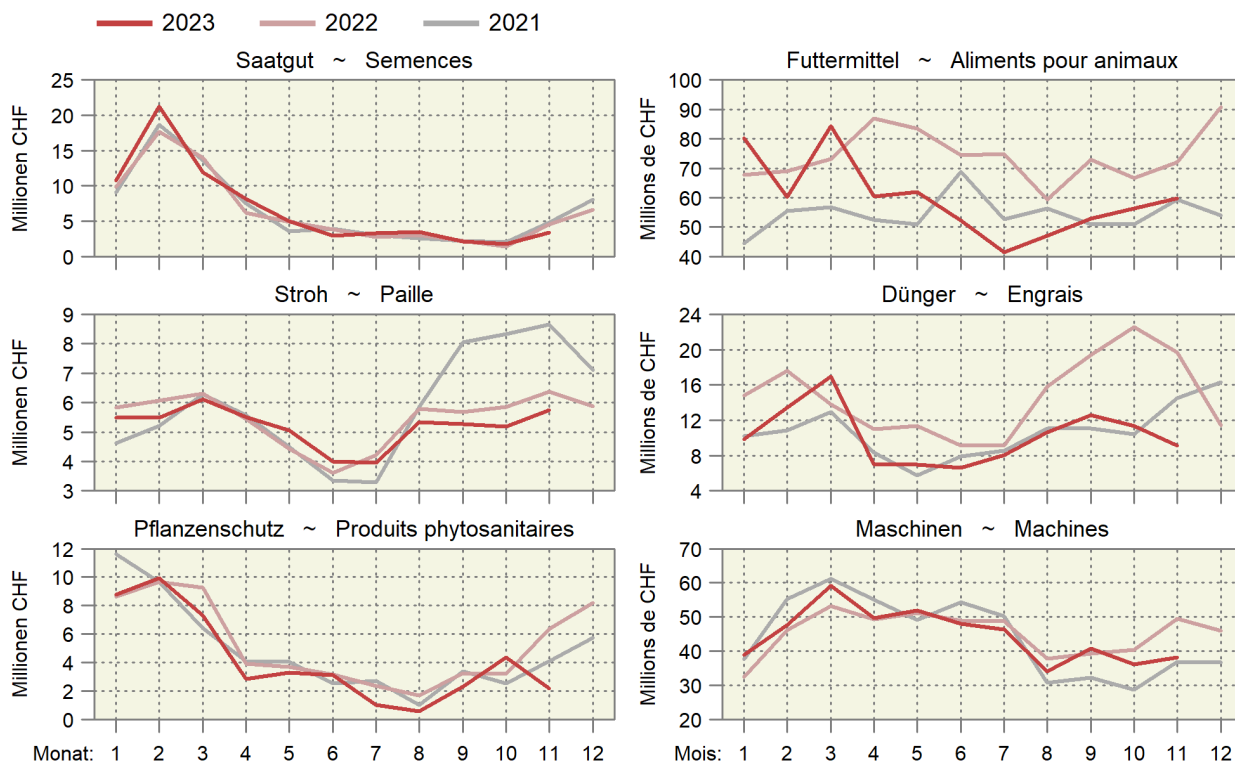 2023 2022 2021
Saatgut ~ Semences
Millionen CHF
25
20
15
10
5
0
Futtermittel ~ Aliments pour animaux
Millions de CHF
100
90
80
70
60
50
40
Stroh ~ Paille
Millionen CHF
9
8
7
6
5
4
3
Dünger ~ Engrais
Millions de CHF
24
20
16
12
8
4
Pflanzenschutz ~ Produits phytosanitaires
Millionen CHF
12
10
8
6
4
2
0
Monat: 1 2 3 4 5 6 7 8 9 10 11 12
Maschinen ~ Machines
Millions de CHF
70
60
50
40
30
20
Mois: 1 2 3 4 5 6 7 8 9 10 11 12